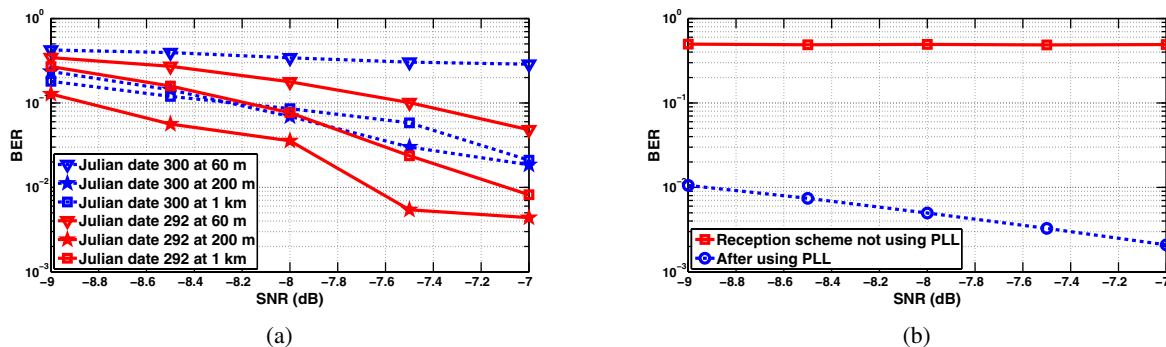 10^0
10^-1
10^-2
10^-3
BER
Julian date 300 at 60 m
Julian date 300 at 200 m
Julian date 300 at 1 km
Julian date 292 at 60 m
Julian date 292 at 200 m
Julian date 292 at 1 km
-9 -8.8 -8.6 -8.4 -8.2 -8 -7.8 -7.6 -7.4 -7.2 -7
SNR (dB)
(a)
10^0
10^-1
10^-2
10^-3
BER
Reception scheme not using PLL
After using PLL
-9 -8.8 -8.6 -8.4 -8.2 -8 -7.8 -7.6 -7.4 -7.2 -7
SNR (dB)
(b)